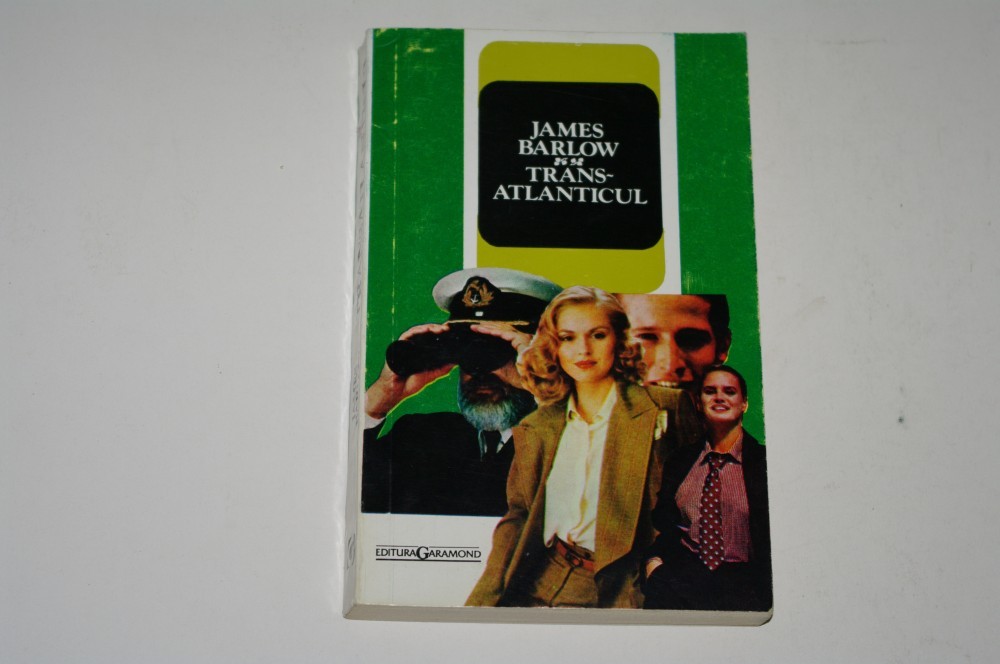 JAMES
BARLOW
TRANS-
ATLANTICUL
EDITURA GARAMOND